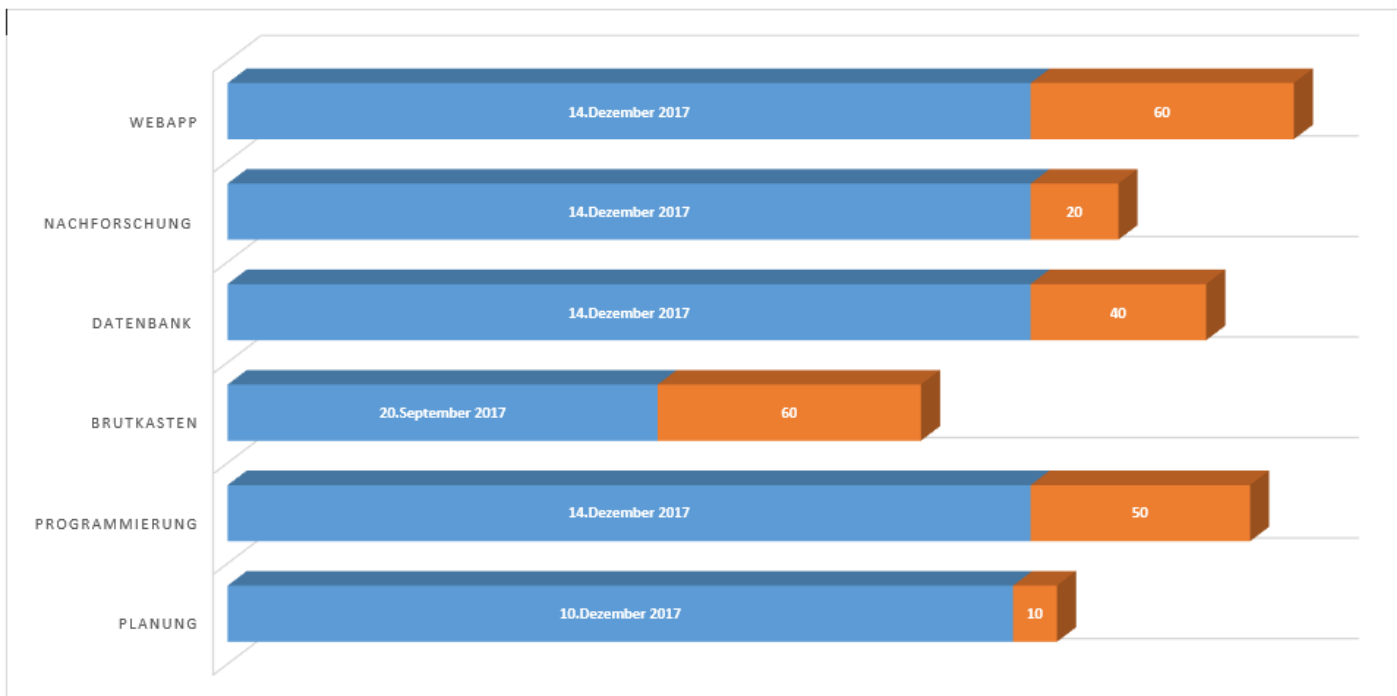 WEBAPP 14.Dezember 2017 60
NACHFORSCHUNG 14.Dezember 2017 20
DATENBANK 14.Dezember 2017 40
BRUTKASTEN 20.September 2017 60
PROGRAMMIERUNG 14.Dezember 2017 50
PLANUNG 10.Dezember 2017 10